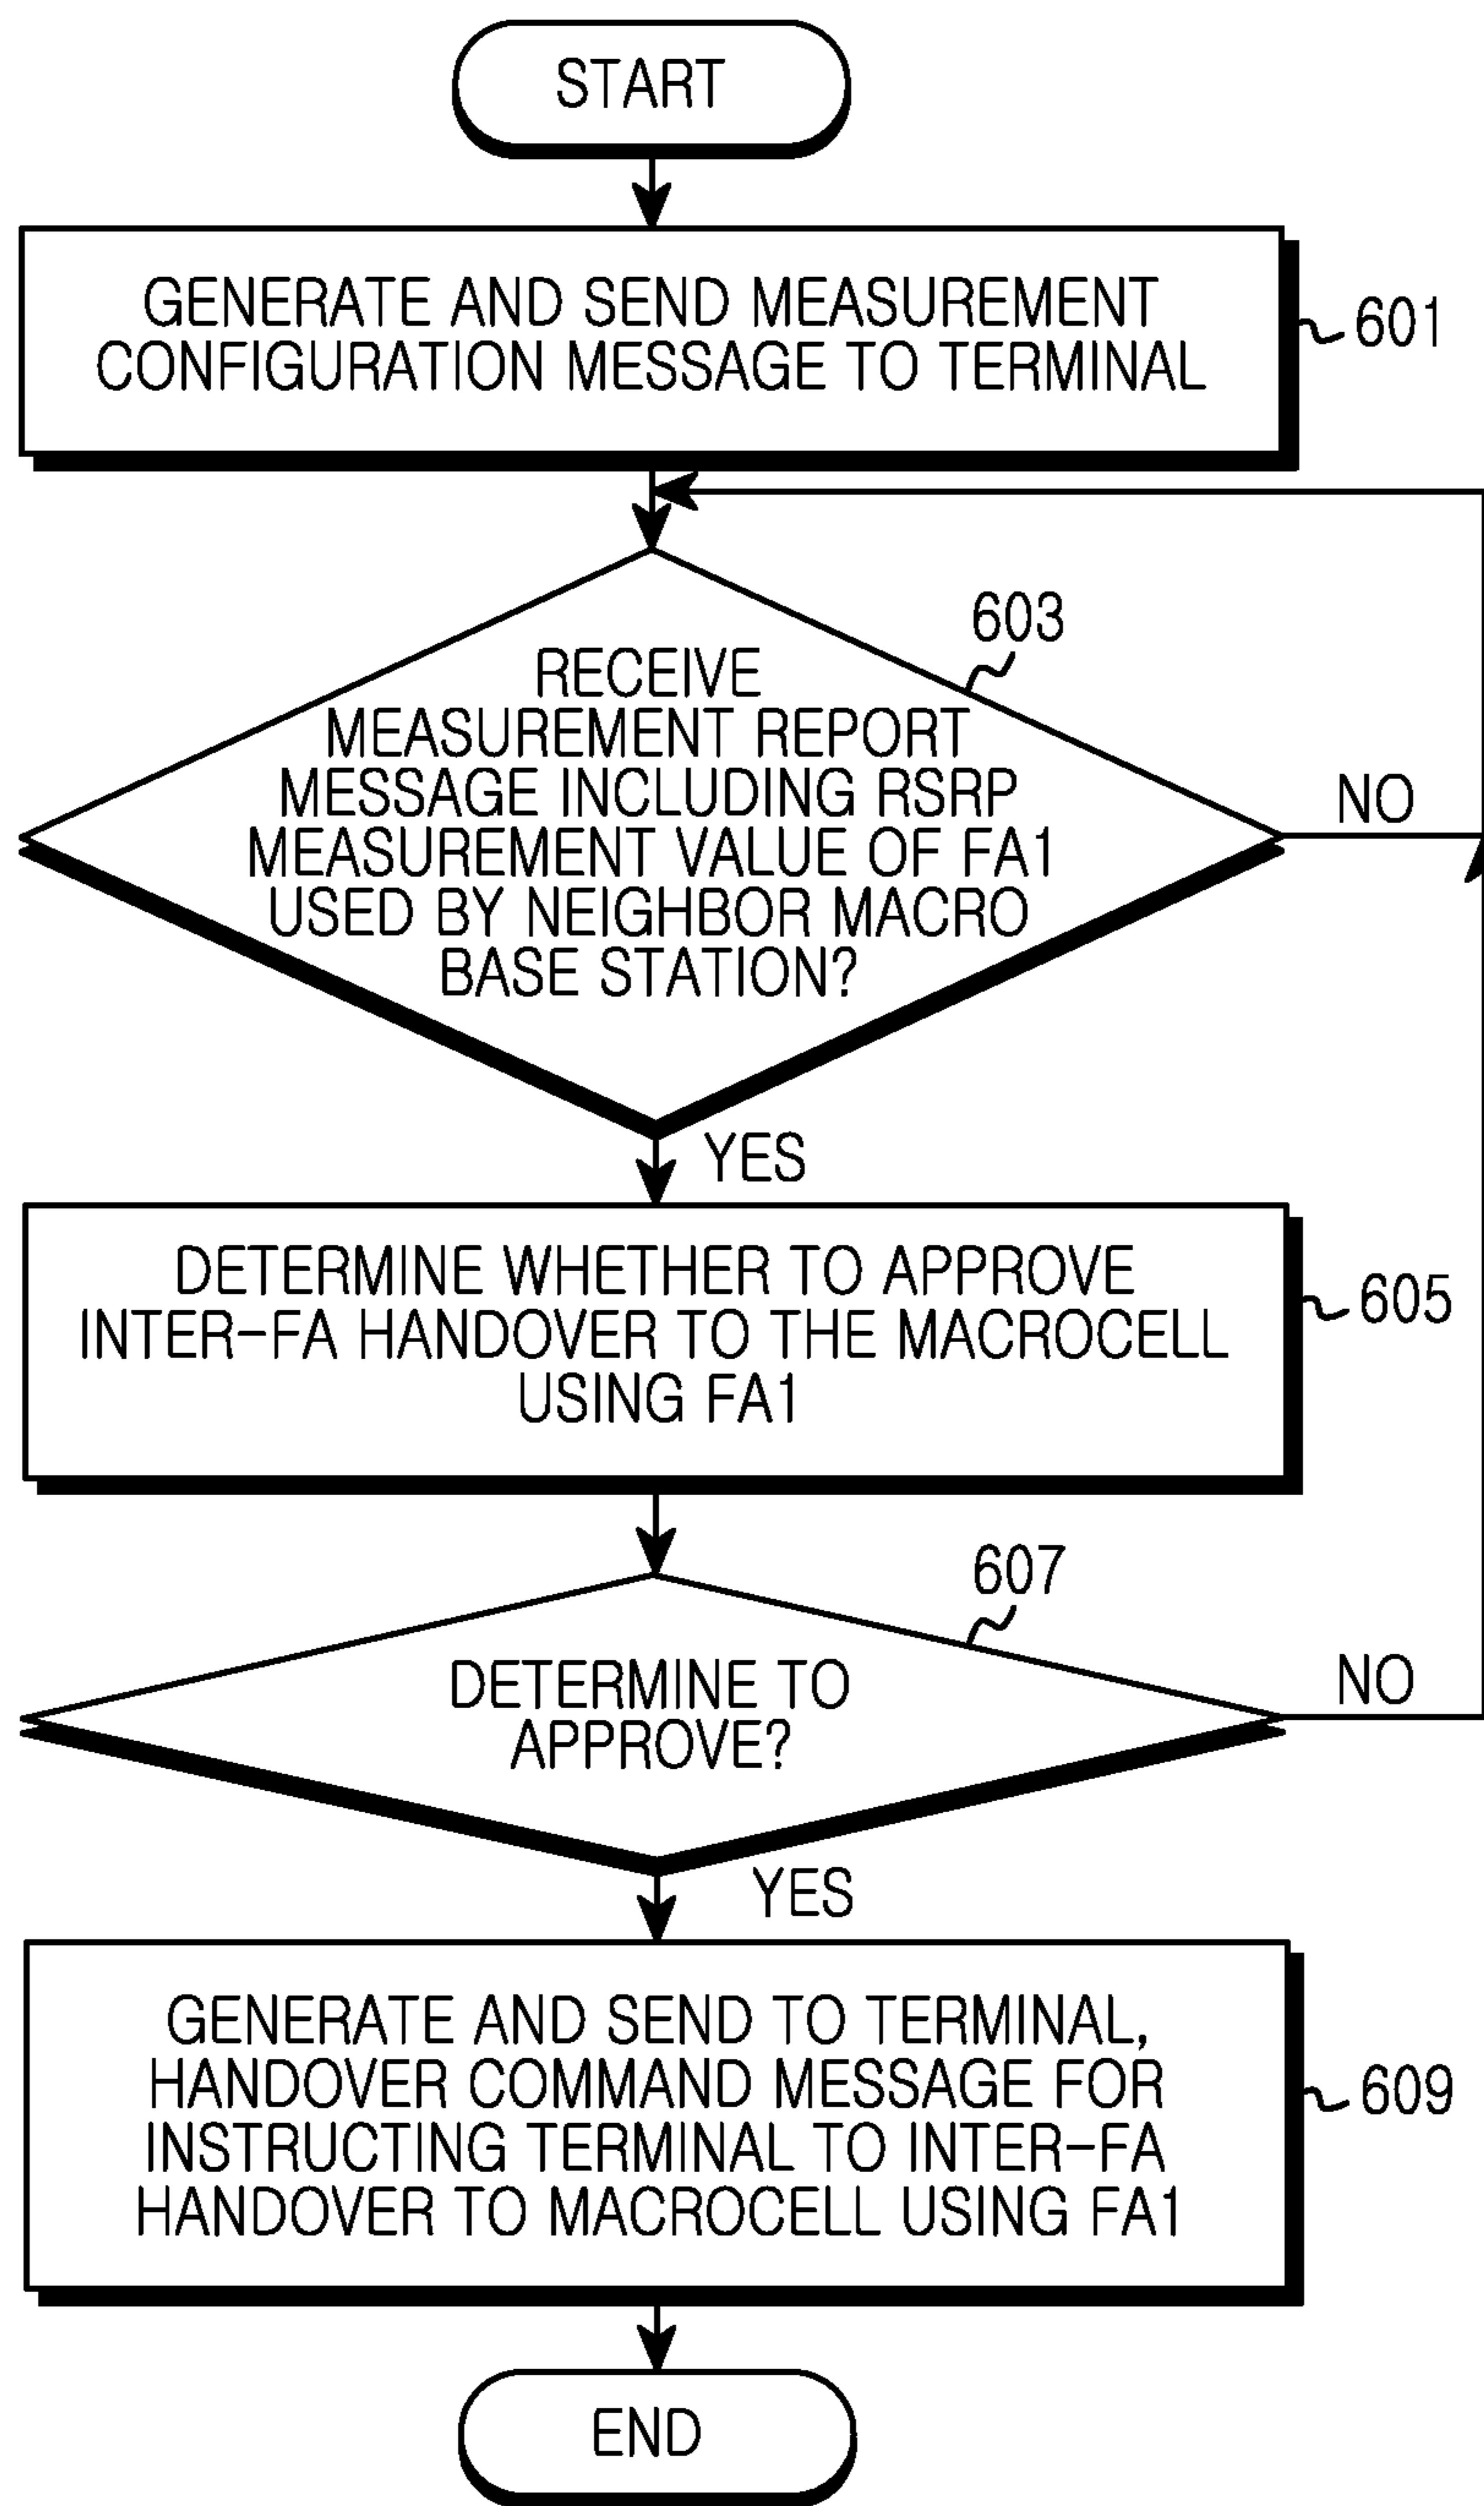 START
GENERATE AND SEND MEASUREMENT
CONFIGURATION MESSAGE TO TERMINAL
601
603
RECEIVE
MEASUREMENT REPORT
MESSAGE INCLUDING RSRP
MEASUREMENT VALUE OF FA1
USED BY NEIGHBOR MACRO
BASE STATION?
NO
YES
DETERMINE WHETHER TO APPROVE
INTER-FA HANDOVER TO THE MACROCELL
USING FA1
605
607
DETERMINE TO
APPROVE?
NO
YES
GENERATE AND SEND TO TERMINAL,
HANDOVER COMMAND MESSAGE FOR
INSTRUCTING TERMINAL TO INTER-FA
HANDOVER TO MACROCELL USING FA1
609
END